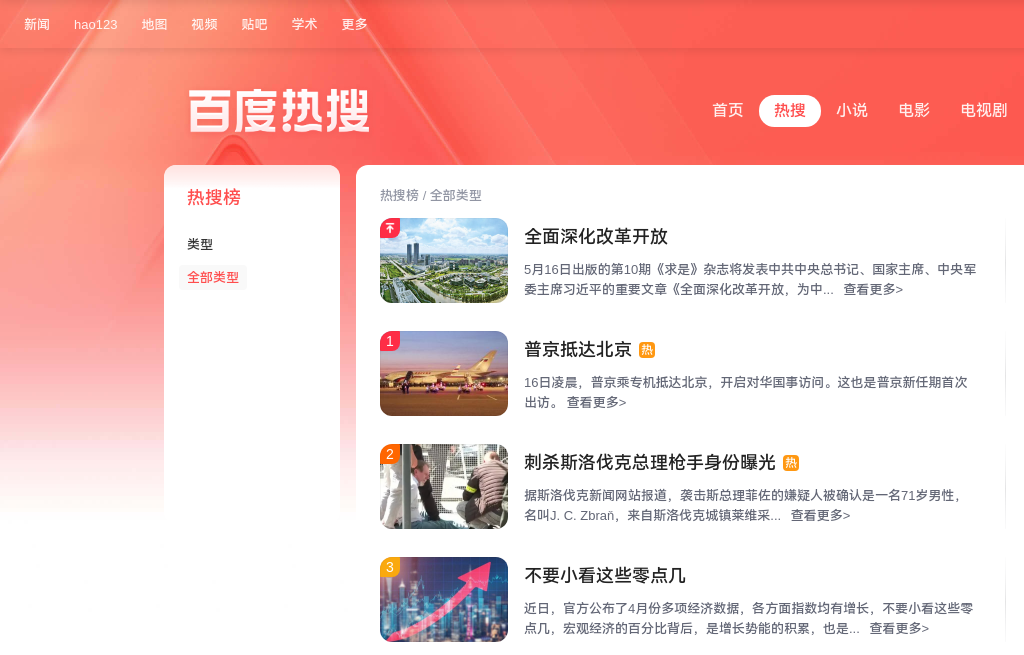 新闻 hao123 地图 视频 贴吧 学术 更多
百度热搜
首页 热搜 小说 电影 电视剧
热搜榜
类型
全部类型
热搜榜 / 全部类型
全面深化改革开放
5月16日出版的第10期《求是》杂志将发表中共中央总书记、国家主席、中央军
委主席习近平的重要文章《全面深化改革开放，为中... 查看更多>
1
普京抵达北京 热
16日凌晨，普京乘专机抵达北京，开启对华国事访问。这也是普京新任期首次
出访。 查看更多>
2
刺杀斯洛伐克总理枪手身份曝光 热
据斯洛伐克新闻网站报道，袭击斯总理菲佐的嫌疑人被确认是一名71岁男性，
名叫J. C. Zbraň，来自斯洛伐克城镇莱维采... 查看更多>
3
不要小看这些零点几
近日，官方公布了4月份多项经济数据，各方面指数均有增长，不要小看这些零
点几，宏观经济的百分比背后，是增长势能的积累，也是... 查看更多>